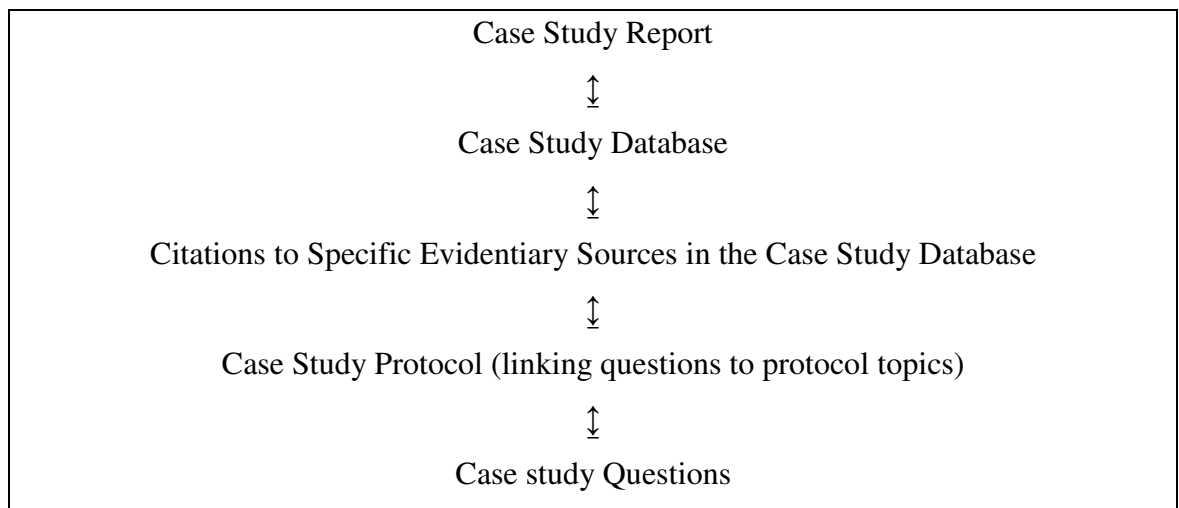 Case Study Report
↨
Case Study Database
↨
Citations to Specific Evidentiary Sources in the Case Study Database
↨
Case Study Protocol (linking questions to protocol topics)
↨
Case study Questions